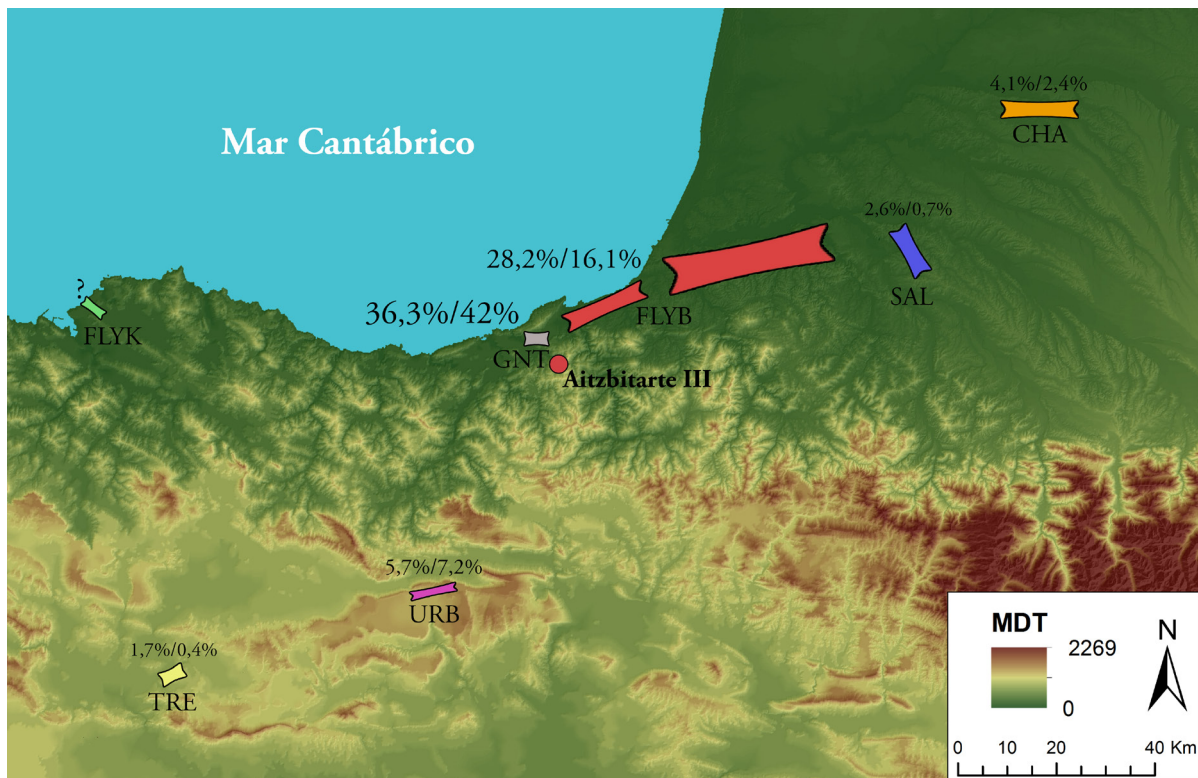 4,1%/2,4%
CHA
Mar Cantábrico
2,6%/0,7%
SAL
28,2%/16,1%
FLYB
?
FLYK
36,3%/42%
GNT
Aitzbitarte III
5,7%/7,2%
URB
1,7%/0,4%
TRE
MDT
2269
0
N
0 10 20 40 Km